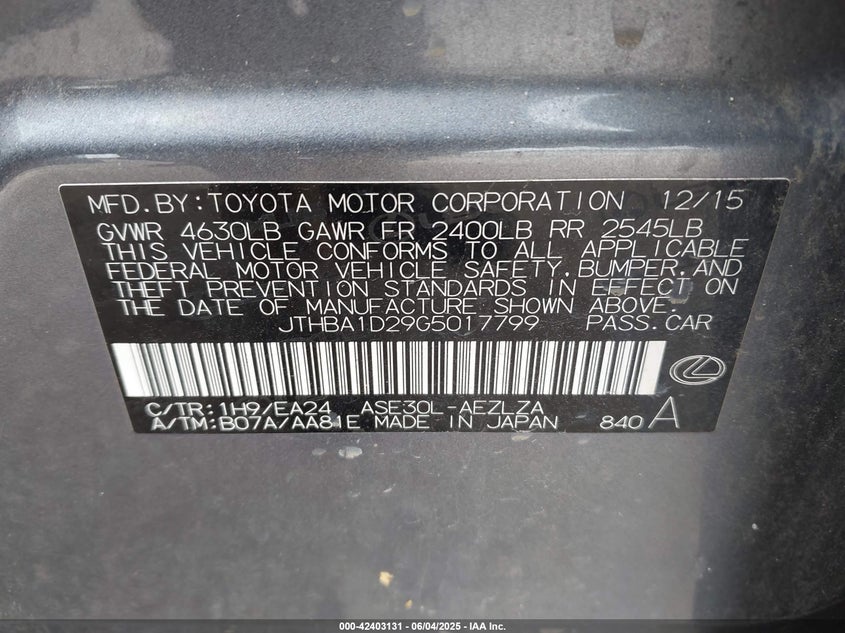 MFD.BY:TOYOTA MOTOR CORPORATION 12/15
GVWR 4630LB GAWR FR 2400LB RR 2545LB
THIS VEHICLE CONFORMS TO ALL APPLICABLE
FEDERAL MOTOR VEHICLE SAFETY,BUMPER,AND
THEFT PREVENTION STANDARDS IN EFFECT ON
THE DATE OF MANUFACTURE SHOWN ABOVE.
JTHBA1D29G5017799 PASS.CAR
C/TR:1H9/EA24 ASE30L-AEZLZA
A/TM:B07A/AA81E MADE IN JAPAN 840 A
000-42403131 - 06/04/2025 - IAA Inc.